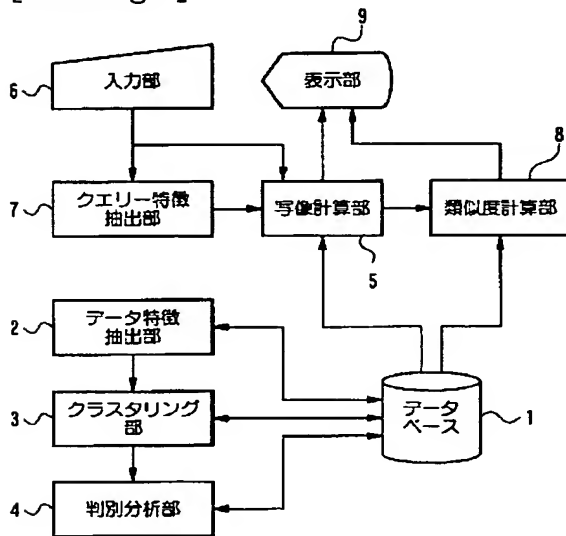 9
入力部
表示部
6
8
クエリー特徴
抽出部
写像計算部
類似度計算部
7
5
データ特徴
抽出部
2
クラスタリング
部
データ
ベース
3
1
判別分析部
4